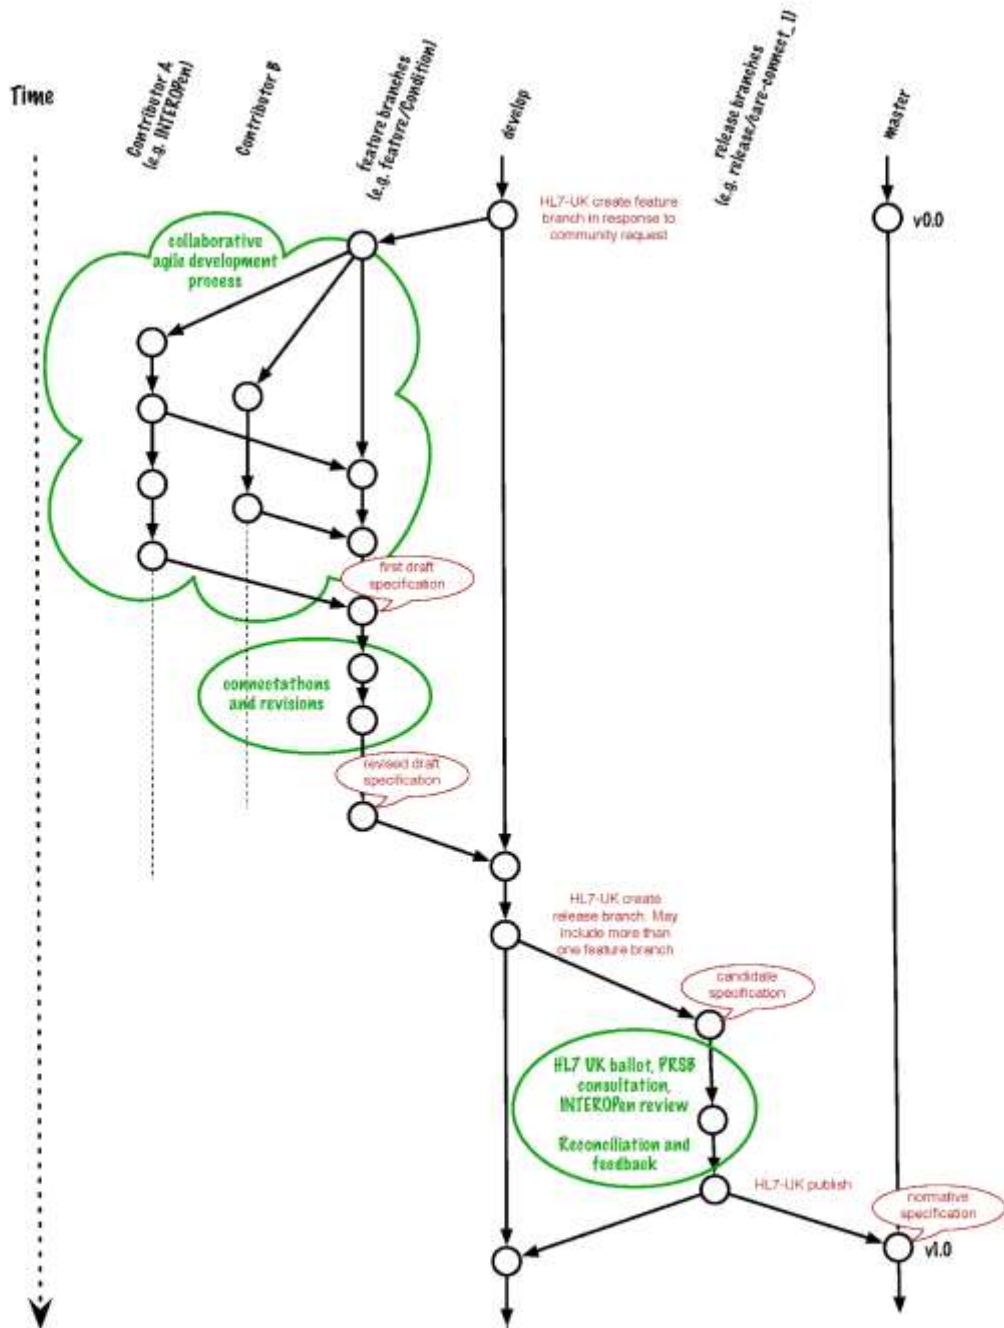 Time
Contributor A
(e.g. INTEROPen)
Contributor B
feature branches
(e.g. feature/Condition)
develop
release branches
(e.g. release/care-connect_1)
master
HL7-UK create feature
branch in response to
community request
v0.0
collaborative
agile development
process
first draft
specification
connectathons
and revisions
revised draft
specification
HL7-UK create
release branch. May
include more than
one feature branch
candidate
specification
HL7 UK ballot, PRSB
consultation,
INTEROPen review
Reconciliation and
feedback
HL7-UK publish
normative
specification
v1.0